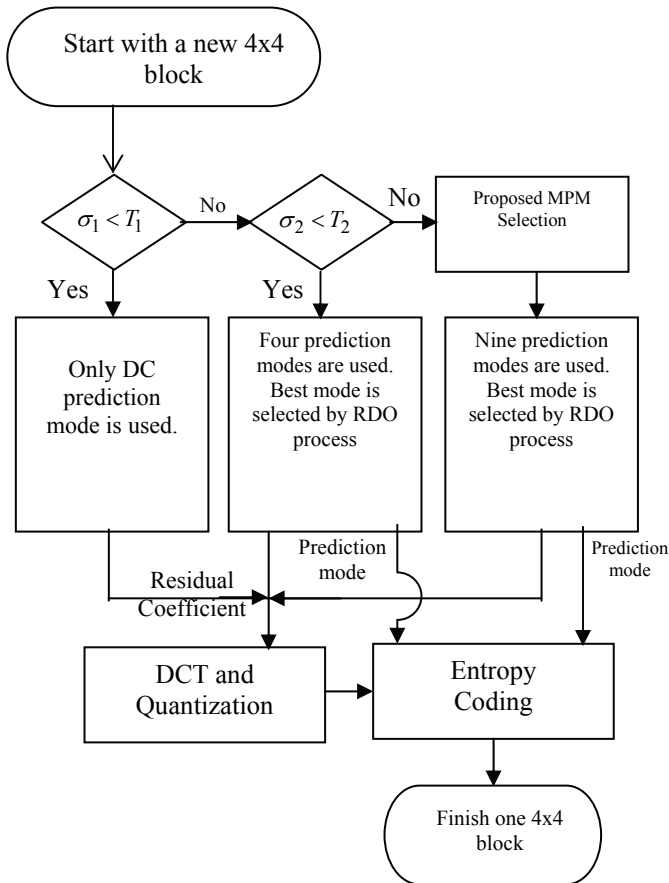 Start with a new 4x4
block
σ₁ < T₁
No
σ₂ < T₂
No
Proposed MPM
Selection
Yes
Yes
Only DC
prediction
mode is used.
Four prediction
modes are used.
Best mode is
selected by RDO
process
Nine prediction
modes are used.
Best mode is
selected by RDO
process
Residual
Coefficient
Prediction
mode
Prediction
mode
DCT and
Quantization
Entropy
Coding
Finish one 4x4
block